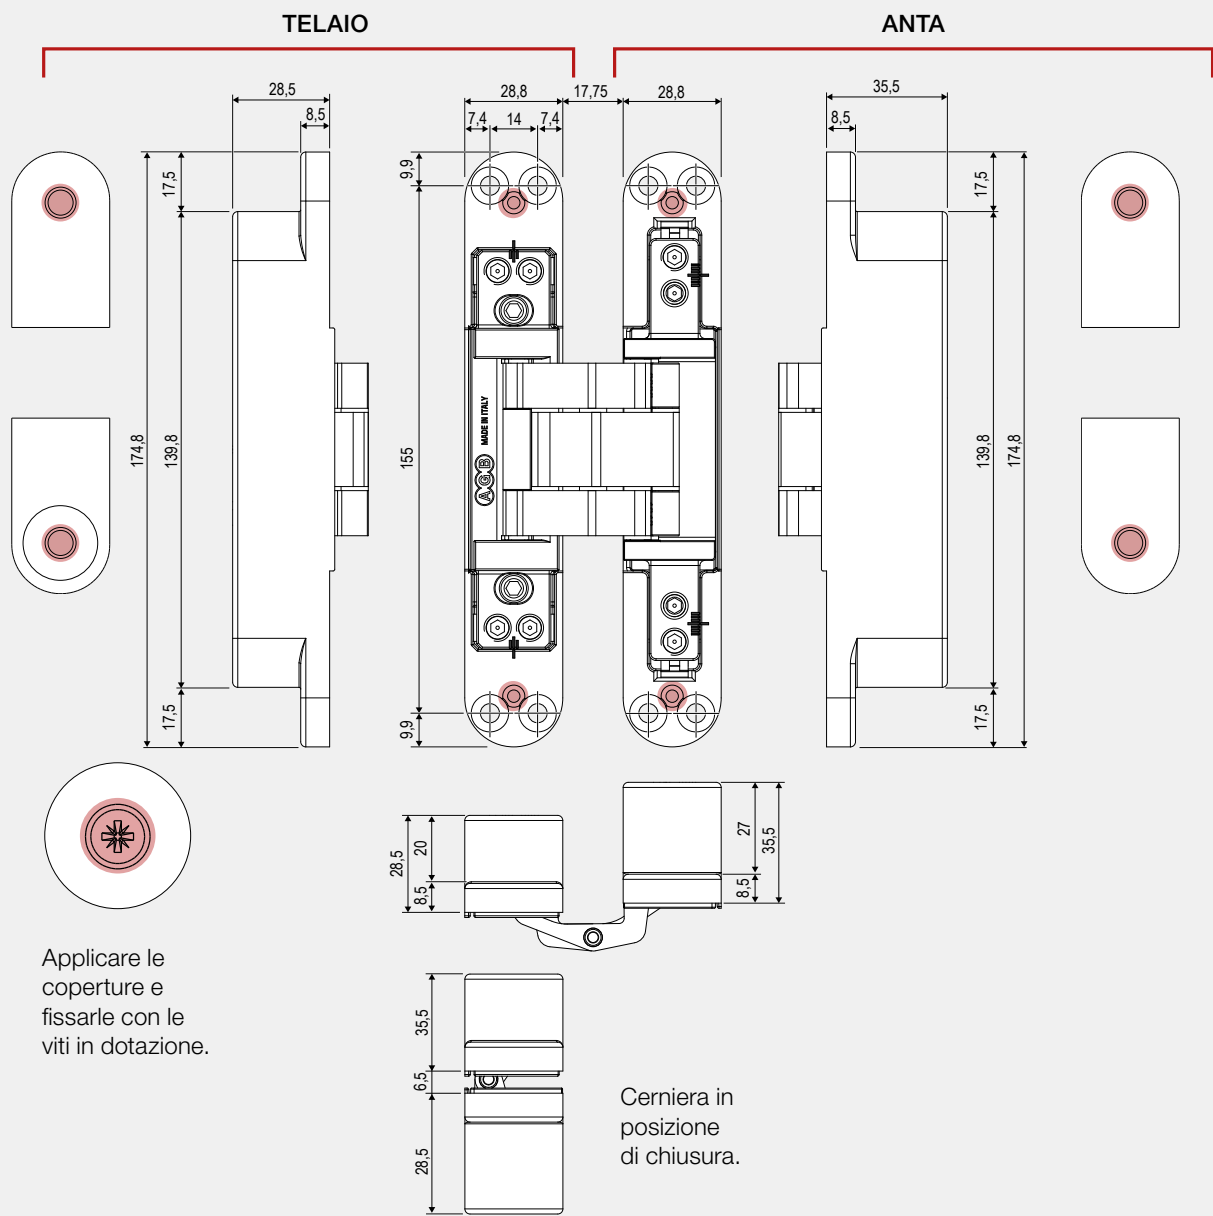 TELAIO
ANTA
28,5
8,5
28,8
17,75
28,8
7,4
14
7,4
35,5
8,5
17,5
9,9
17,5
174,8
139,8
155
MADE IN ITALY
AGB
139,8
174,8
17,5
9,9
17,5
28,5
20
8,5
27
35,5
8,5
Applicare le
coperture e
fissarle con le
viti in dotazione.
35,5
6,5
28,5
Cerniera in
posizione
di chiusura.